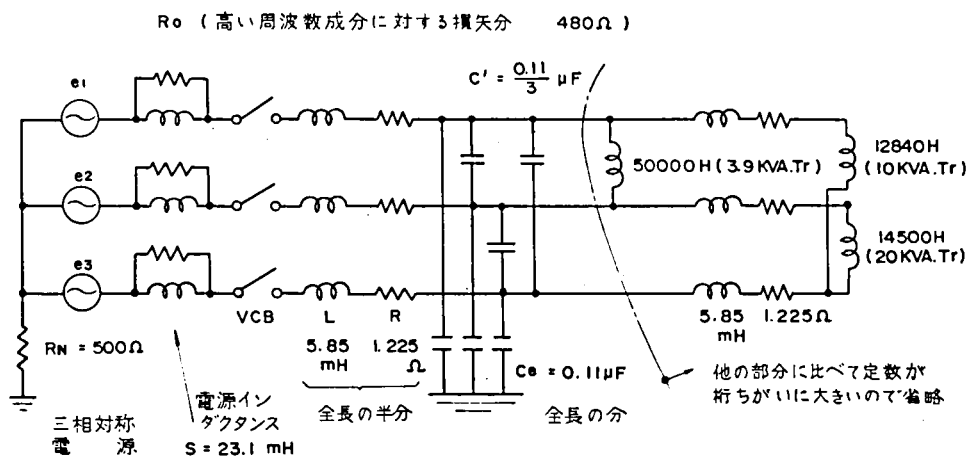 Ro (高い周波数成分に対する損矢分 480Ω)
C' = 0.11/3 μF
e1
12840H
(10KVA.Tr)
50000H (3.9KVA.Tr)
e2
14500H
(20KVA.Tr)
e3
VCB
L
R
5.85
mH
1.225
Ω
5.85
mH
1.225Ω
RN = 500Ω
Ce = 0.11μF
他の部分に比べて定数が
桁ちがいに大きいので省略
全長の半分
全長の分
三相対称
電源
電源イン
ダクタンス
S = 23.1 mH